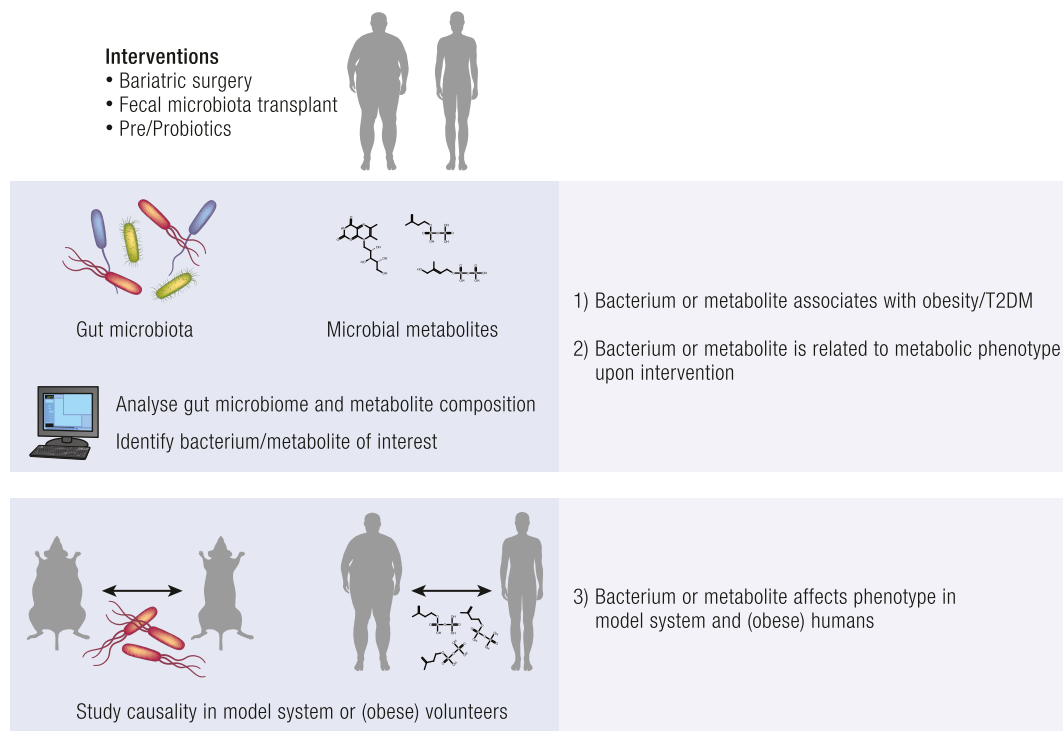 Interventions
• Bariatric surgery
• Fecal microbiota transplant
• Pre/Probiotics
Gut microbiota
Microbial metabolites
Analyse gut microbiome and metabolite composition
Identify bacterium/metabolite of interest
1) Bacterium or metabolite associates with obesity/T2DM
2) Bacterium or metabolite is related to metabolic phenotype
upon intervention
Study causality in model system or (obese) volunteers
3) Bacterium or metabolite affects phenotype in
model system and (obese) humans